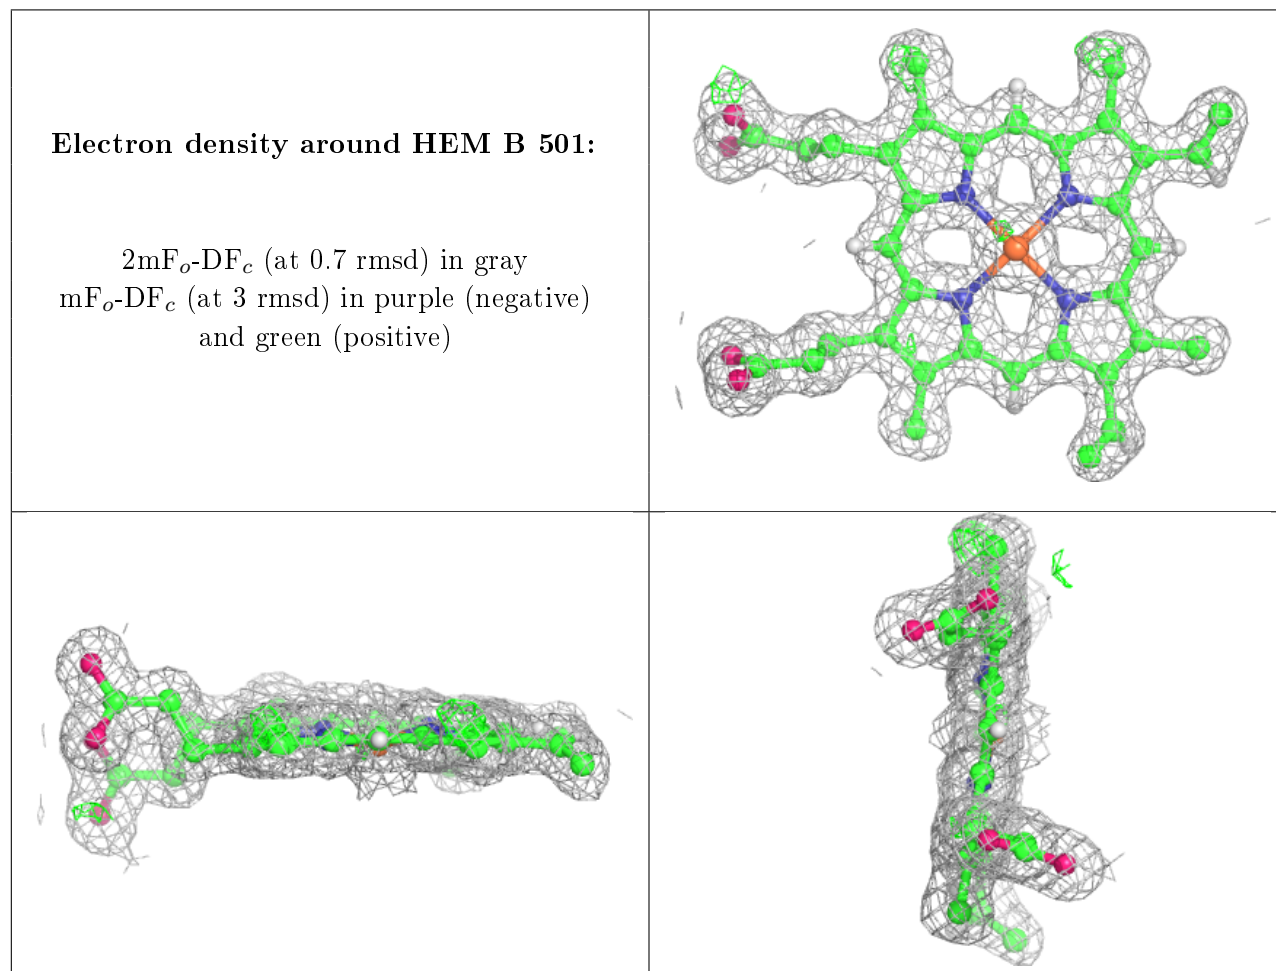 Electron density around HEM B 501:
2mFₒ-DF𝒸 (at 0.7 rmsd) in gray
mFₒ-DF𝒸 (at 3 rmsd) in purple (negative)
and green (positive)